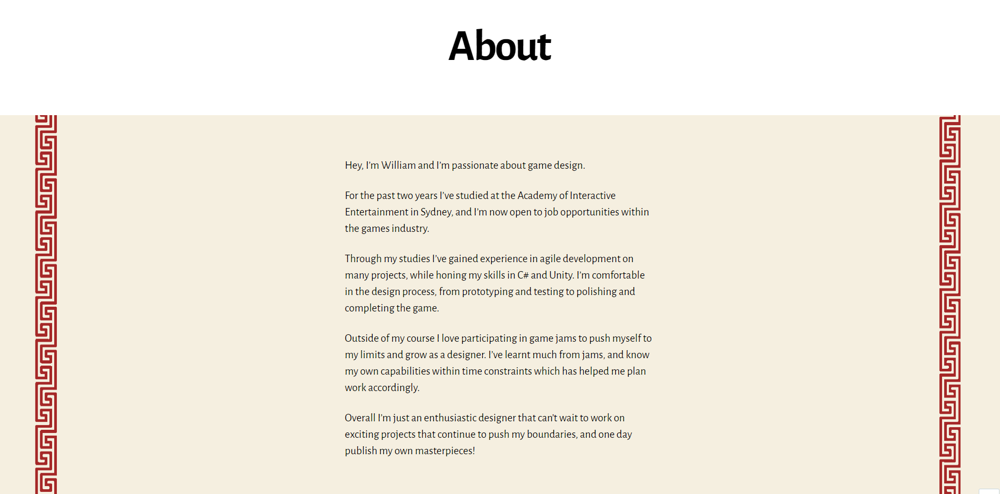 About
Hey, I’m William and I’m passionate about game design.
For the past two years I’ve studied at the Academy of Interactive
Entertainment in Sydney, and I’m now open to job opportunities within
the games industry.
Through my studies I’ve gained experience in agile development on
many projects, while honing my skills in C# and Unity. I’m comfortable
in the design process, from prototyping and testing to polishing and
completing the game.
Outside of my course I love participating in game jams to push myself to
my limits and grow as a designer. I’ve learnt much from jams, and know
my own capabilities within time constraints which has helped me plan
work accordingly.
Overall I’m just an enthusiastic designer that can’t wait to work on
exciting projects that continue to push my boundaries, and one day
publish my own masterpieces!